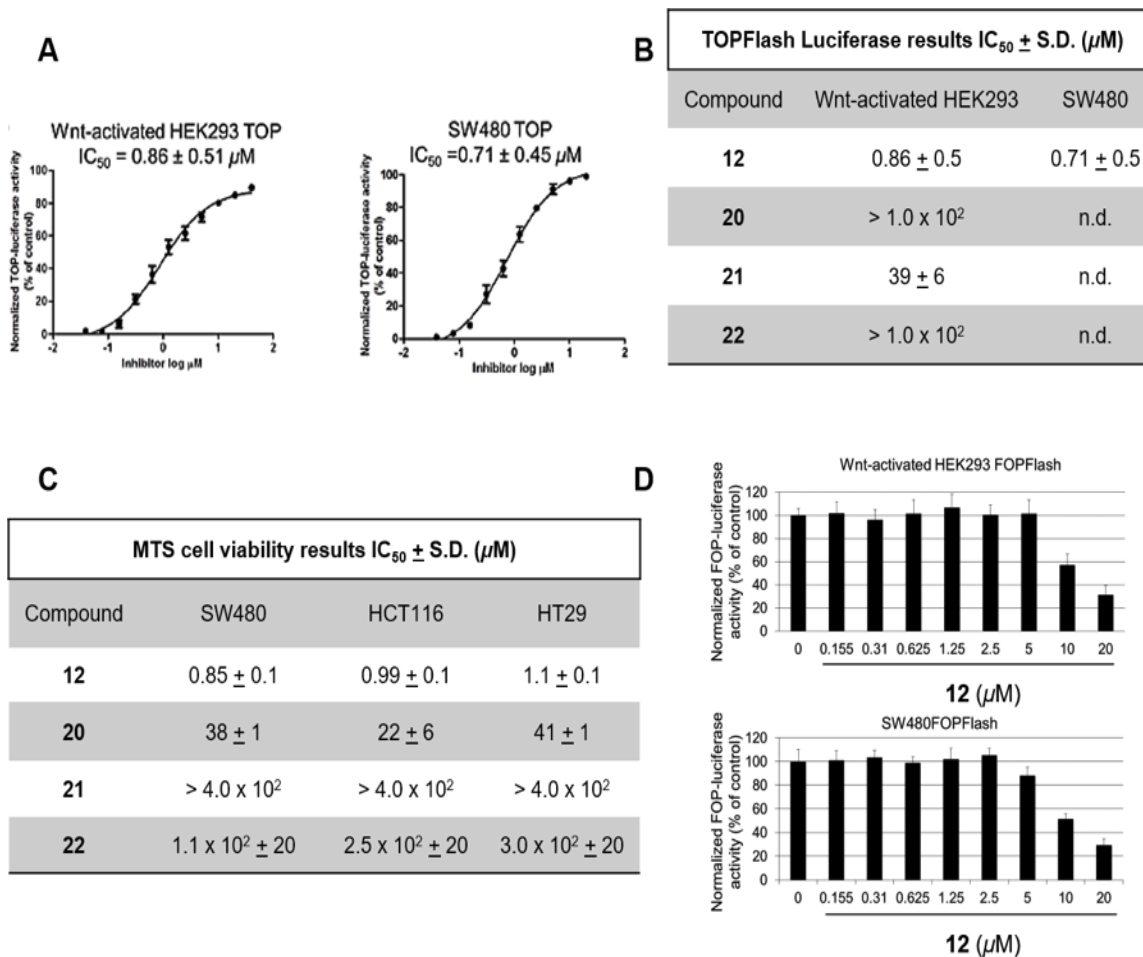 A
Wnt-activated HEK293 TOP
IC50 = 0.86 ± 0.51 µM
Normalized TOP-luciferase activity
(% of control)
100
80
60
40
20
0
-2
-1
0
1
2
Inhibitor log µM
SW480 TOP
IC50 =0.71 ± 0.45 µM
Normalized TOP-luciferase activity
(% of control)
100
80
60
40
20
0
-2
-1
0
1
2
Inhibitor log µM
B
TOPFlash Luciferase results IC50 ± S.D. (µM)
Compound Wnt-activated HEK293 SW480
12 0.86 ± 0.5 0.71 ± 0.5
20 > 1.0 x 10² n.d.
21 39 ± 6 n.d.
22 > 1.0 x 10² n.d.
C
MTS cell viability results IC50 ± S.D. (µM)
Compound SW480 HCT116 HT29
12 0.85 ± 0.1 0.99 ± 0.1 1.1 ± 0.1
20 38 ± 1 22 ± 6 41 ± 1
21 > 4.0 x 10² > 4.0 x 10² > 4.0 x 10²
22 1.1 x 10² ± 20 2.5 x 10² ± 20 3.0 x 10² ± 20
D
Wnt-activated HEK293 FOPFlash
Normalized FOP-luciferase
activity (% of control)
120
100
80
60
40
20
0
0 0.155 0.31 0.625 1.25 2.5 5 10 20
12 (µM)
SW480FOPFlash
Normalized FOP-luciferase
activity (% of control)
120
100
80
60
40
20
0
0 0.155 0.31 0.625 1.25 2.5 5 10 20
12 (µM)